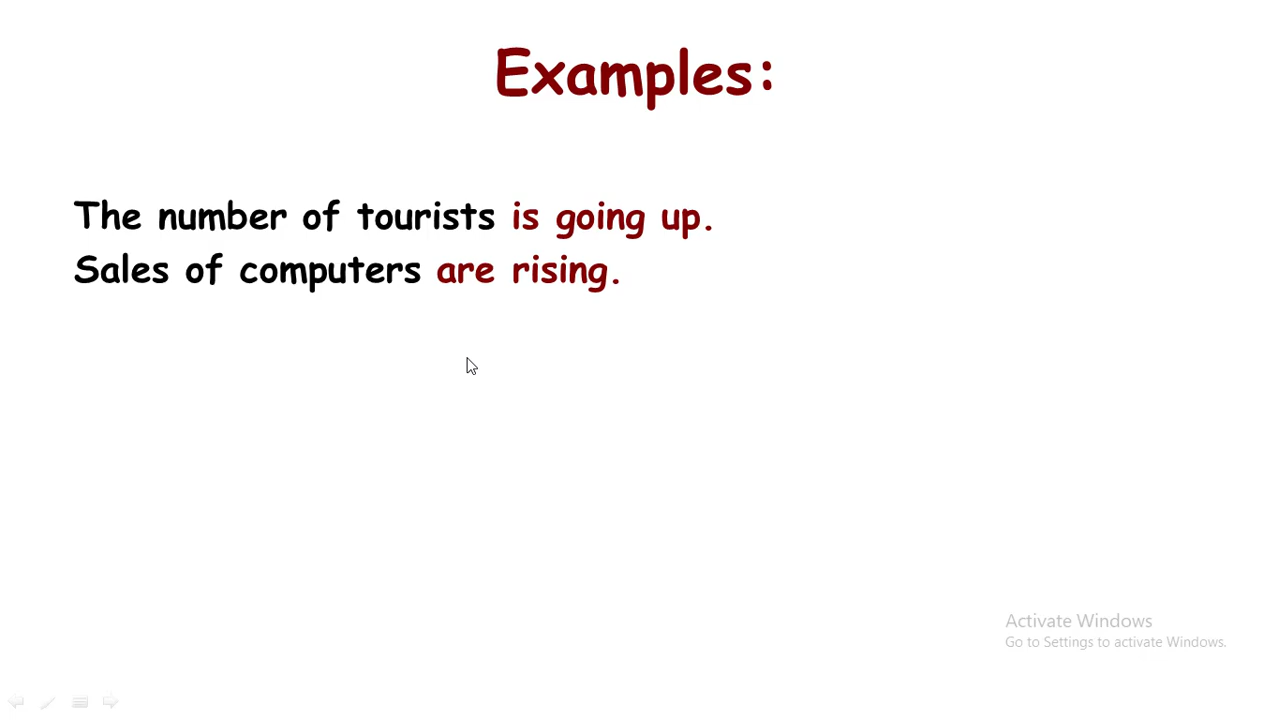 Examples:
The number of tourists is going up.
Sales of computers are rising.
Activate Windows
Go to Settings to activate Windows.